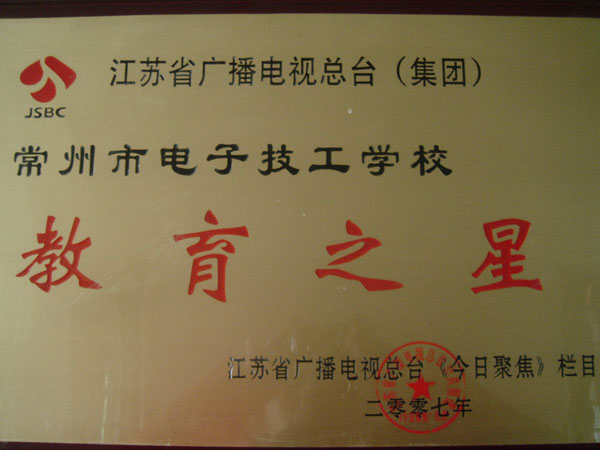 江苏省广播电视总台（集团）
JSBC
常州市电子技工学校
教育之星
江苏省广播电视总台《今日聚焦》栏目
二零零七年